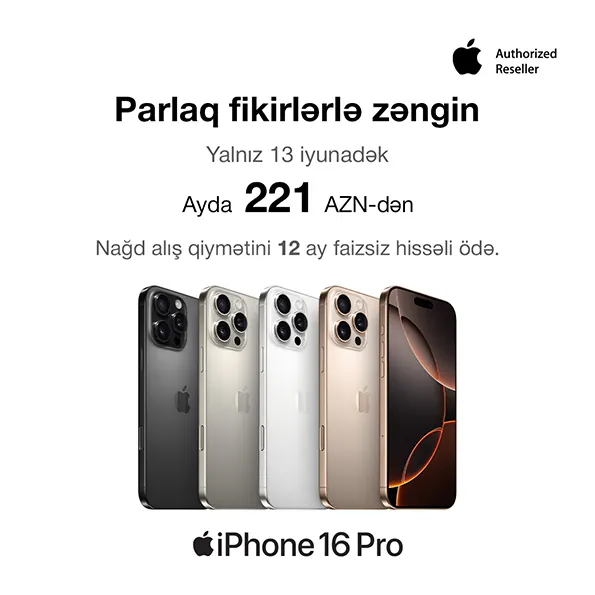 Authorized
Reseller
Parlaq fikirlərlə zəngin
Yalnız 13 iyunadək
Ayda 221 AZN-dən
Nağd alış qiymətini 12 ay faizsiz hissəli ödə.
iPhone 16 Pro